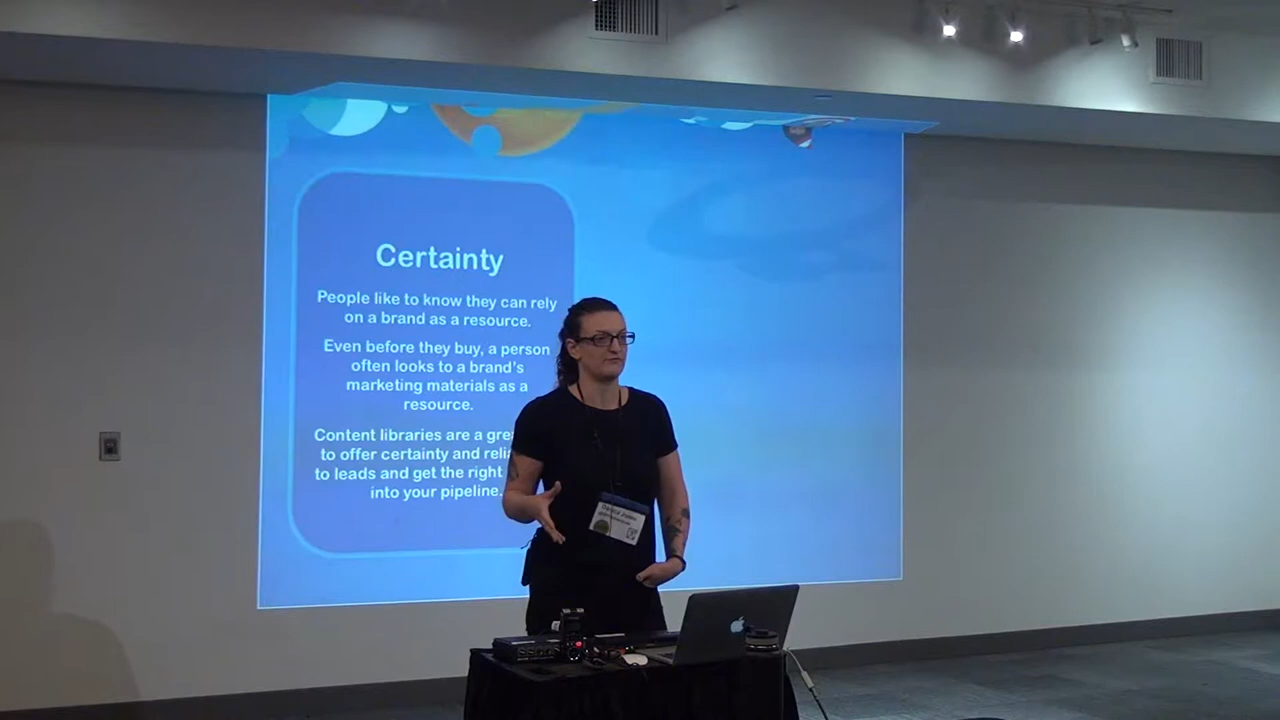 Certainty
People like to know they can rely
on a brand as a resource.
Even before they buy, a person
often looks to a brand's
marketing materials as a
resource.
Content libraries are a
to offer certainty and
to leads and get the right
into your pipeline.